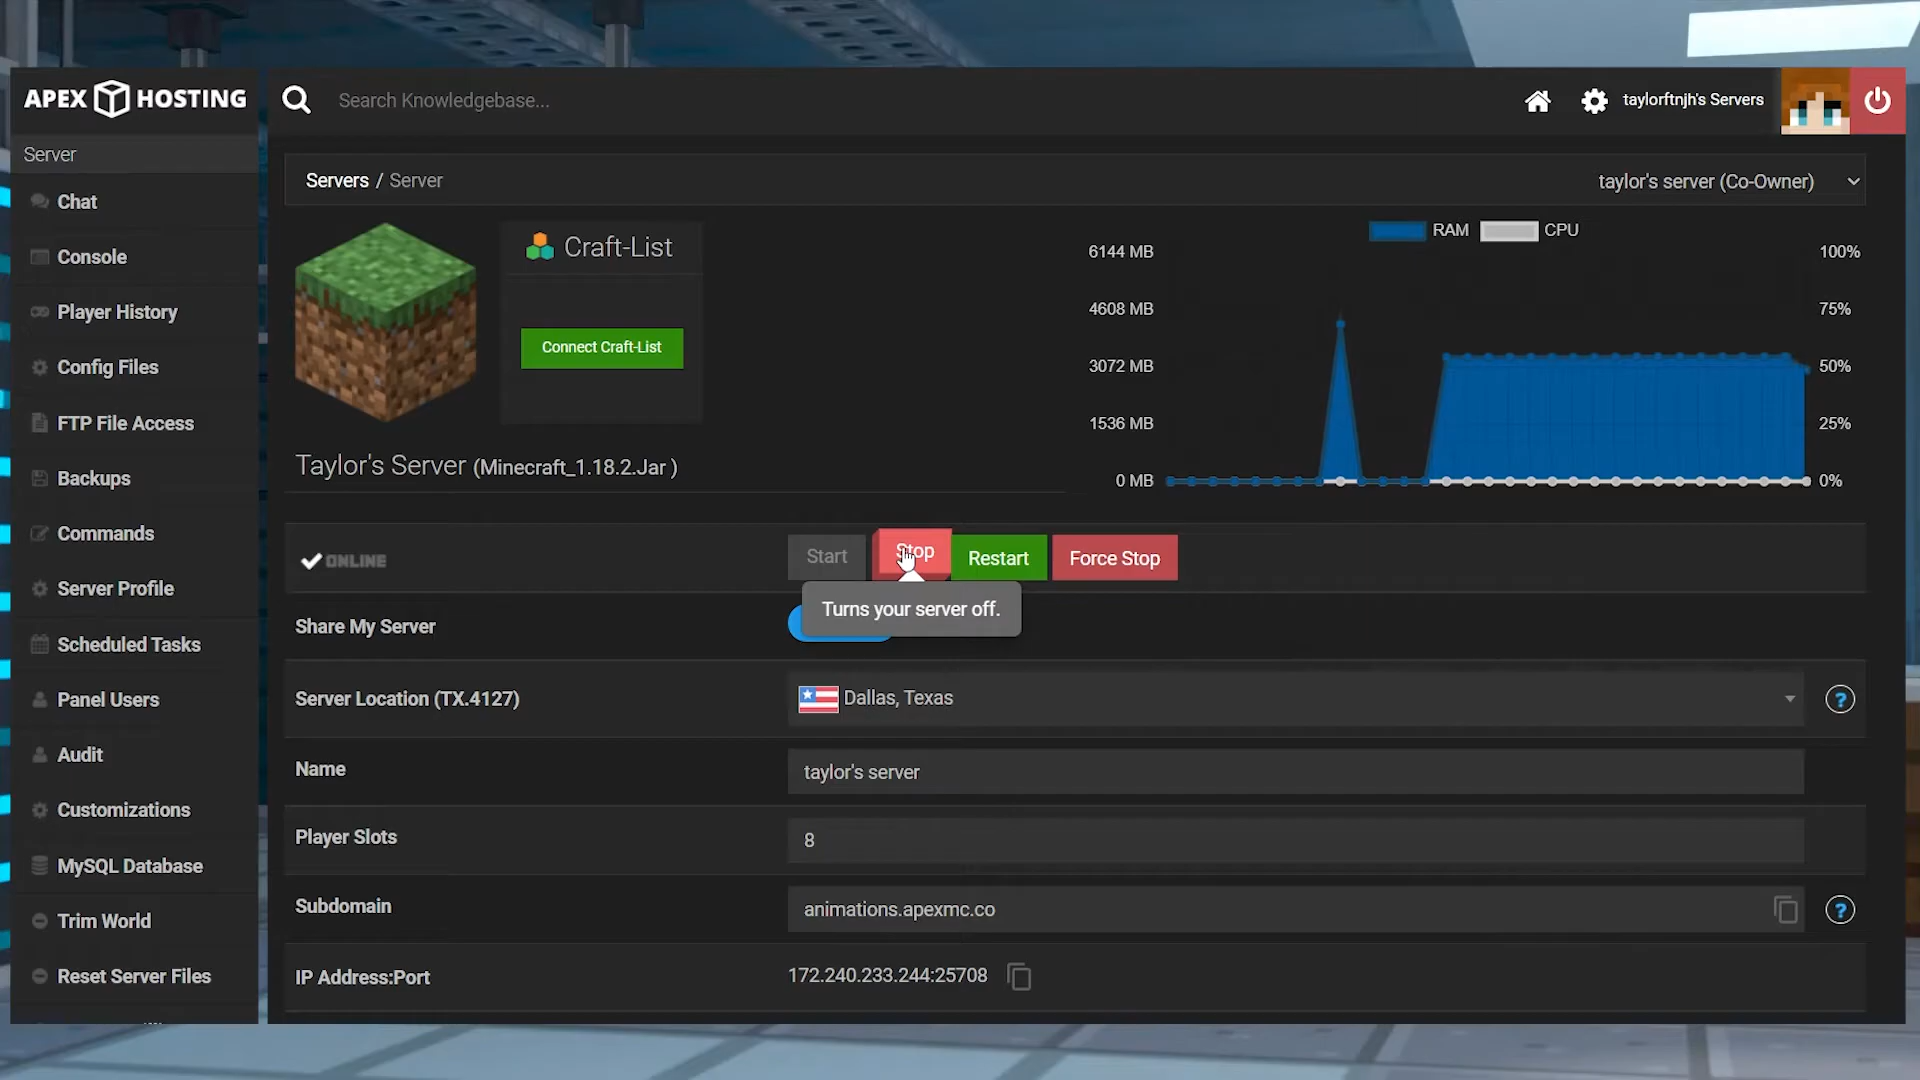 APEX HOSTING
Search Knowledgebase...
taylorftnjh's Servers
Server
Chat
Console
Player History
Config Files
FTP File Access
Backups
Commands
Server Profile
Scheduled Tasks
Panel Users
Audit
Customizations
MySQL Database
Trim World
Reset Server Files
Servers / Server
taylor's server (Co-Owner)
Craft-List
Connect Craft-List
RAM CPU
6144 MB 100%
4608 MB 75%
3072 MB 50%
1536 MB 25%
0 MB 0%
Taylor's Server (Minecraft_1.18.2.Jar )
ONLINE
Start Stop Restart Force Stop
Turns your server off.
Share My Server
Server Location (TX.4127) Dallas, Texas ?
Name taylor's server
Player Slots 8
Subdomain animations.apexmc.co ?
IP Address:Port 172.240.233.244:25708